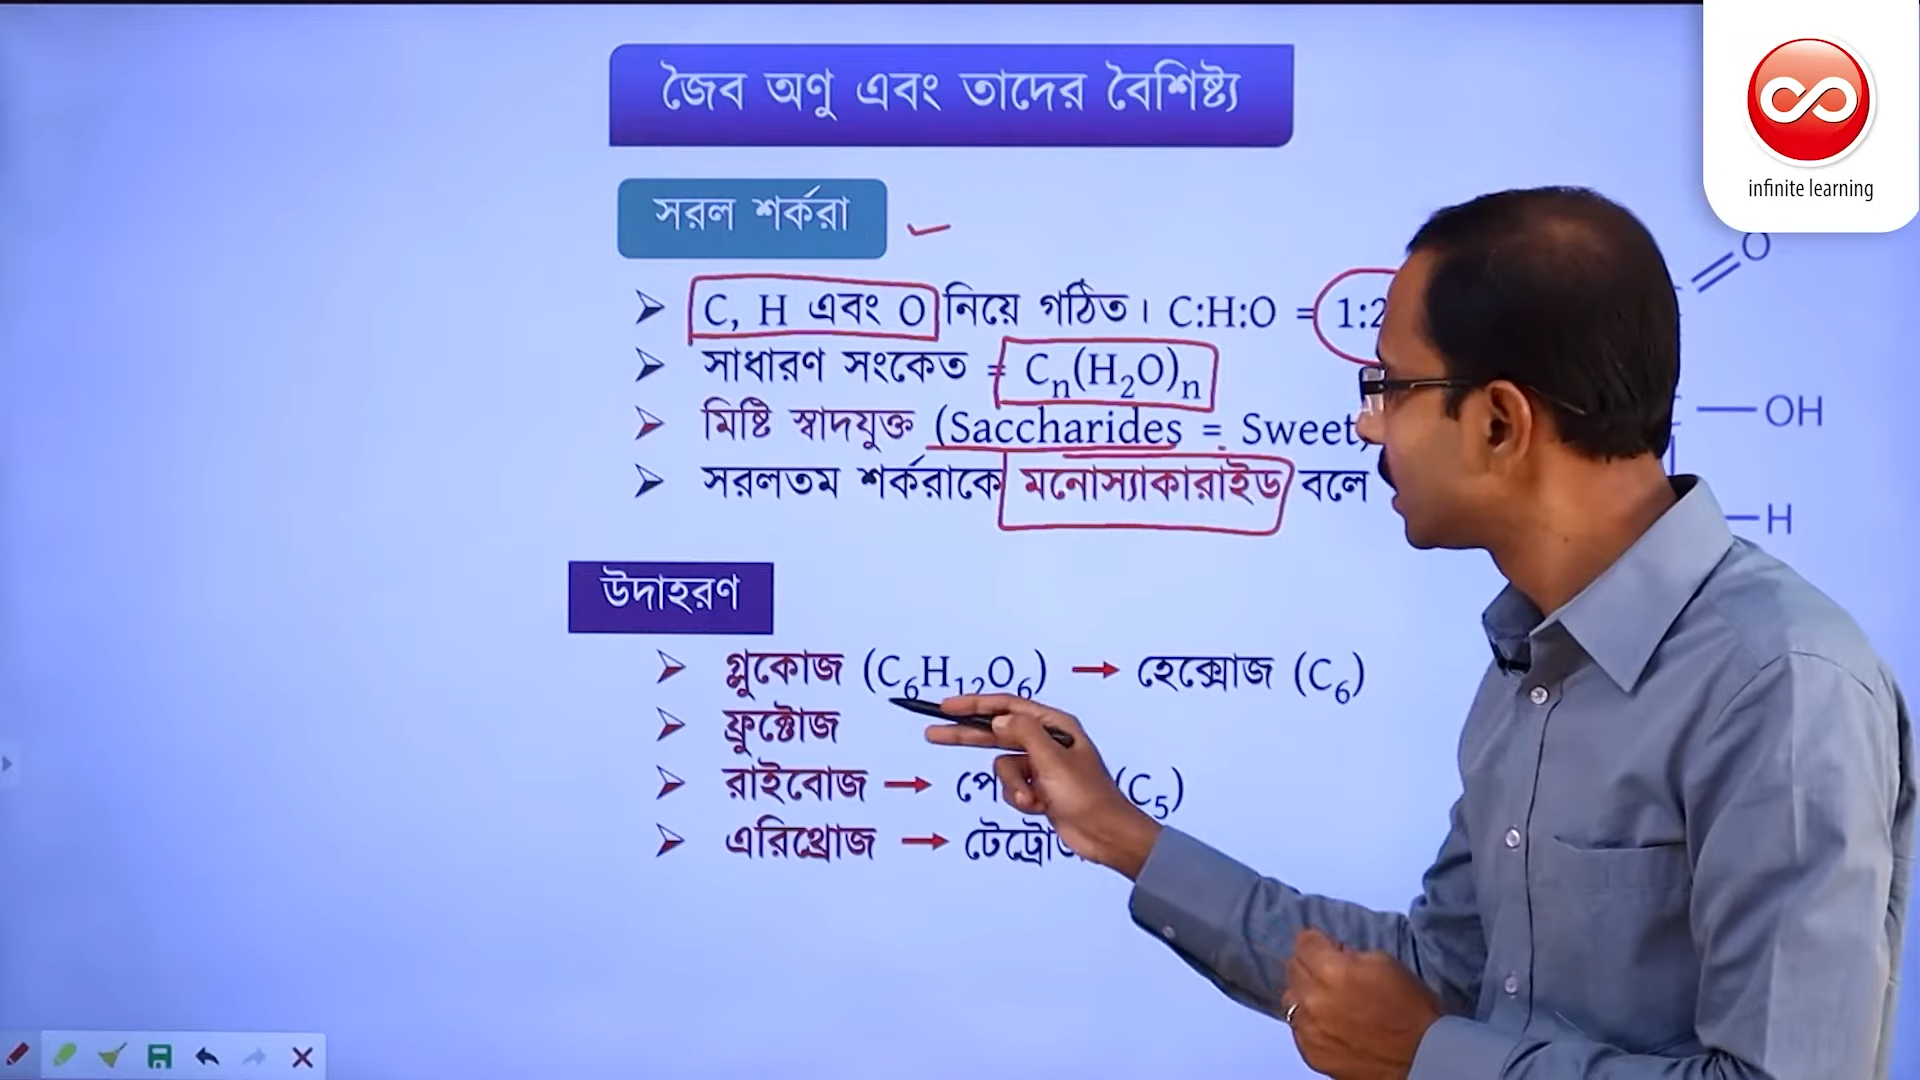 জৈব অণু এবং তাদের বৈশিষ্ট্য
infinite learning
সরল শর্করা
O
➢ C, H এবং O নিয়ে গঠিত। C:H:O = 1:2
➢ সাধারণ সংকেত = Cₙ(H₂O)ₙ
OH
➢ মিষ্টি স্বাদযুক্ত (Saccharides = Sweet)
➢ সরলতম শর্করাকে মনোস্যাকারাইড বলে
H
উদাহরণ
➢ গ্লুকোজ (C₆H₁₂O₆) → হেক্সোজ (C₆)
➢ ফ্রুক্টোজ
➢ রাইবোজ → (C₅)
➢ এরিথ্রোজ →